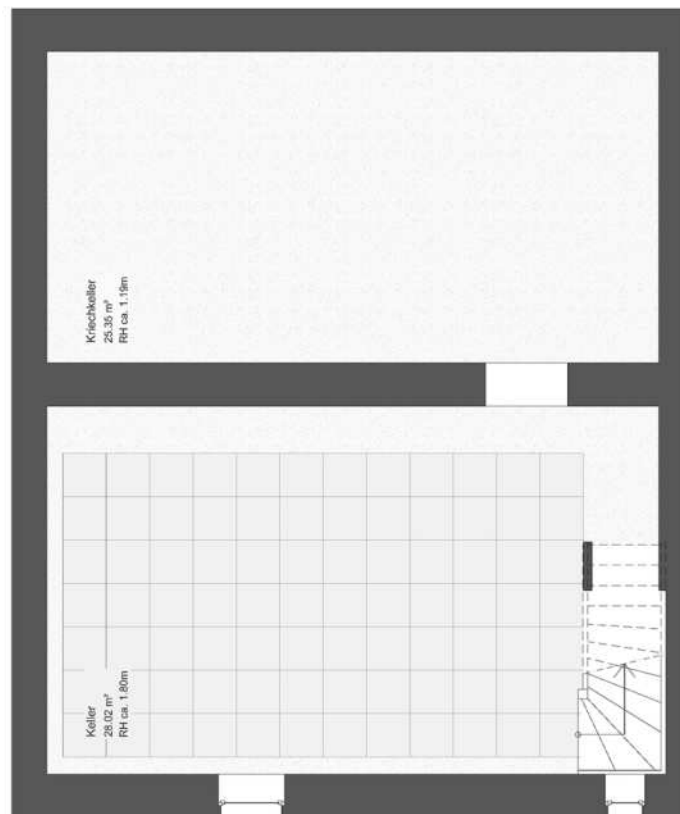 Kriechkeller
25.35 m²
RH ca. 1.19m
Keller
28.02 m²
RH ca. 1.80m